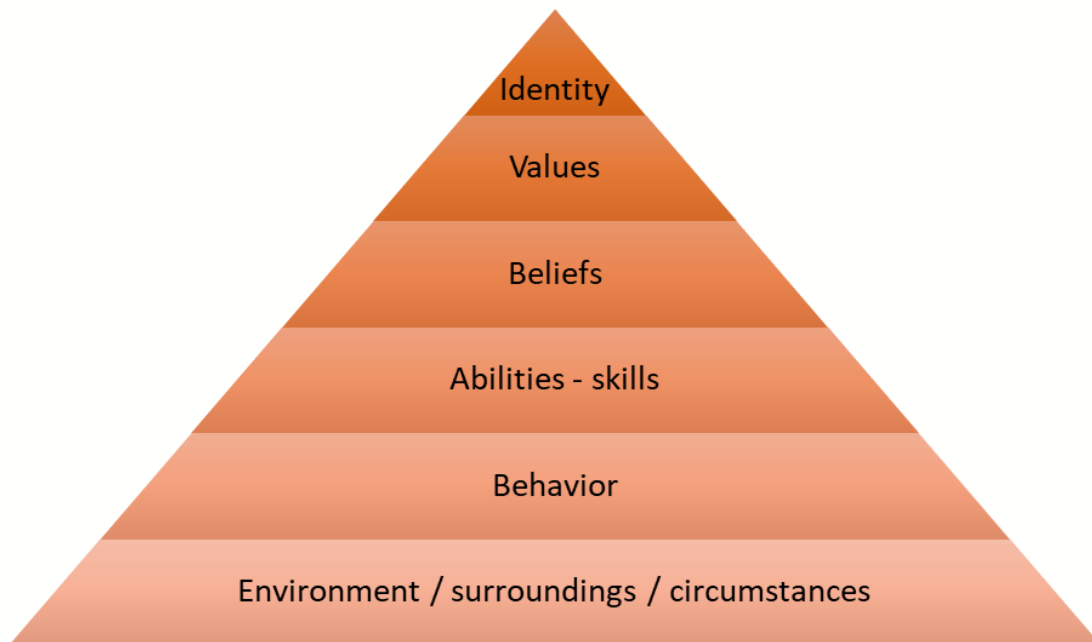 Identity
Values
Beliefs
Abilities - skills
Behavior
Environment / surroundings / circumstances